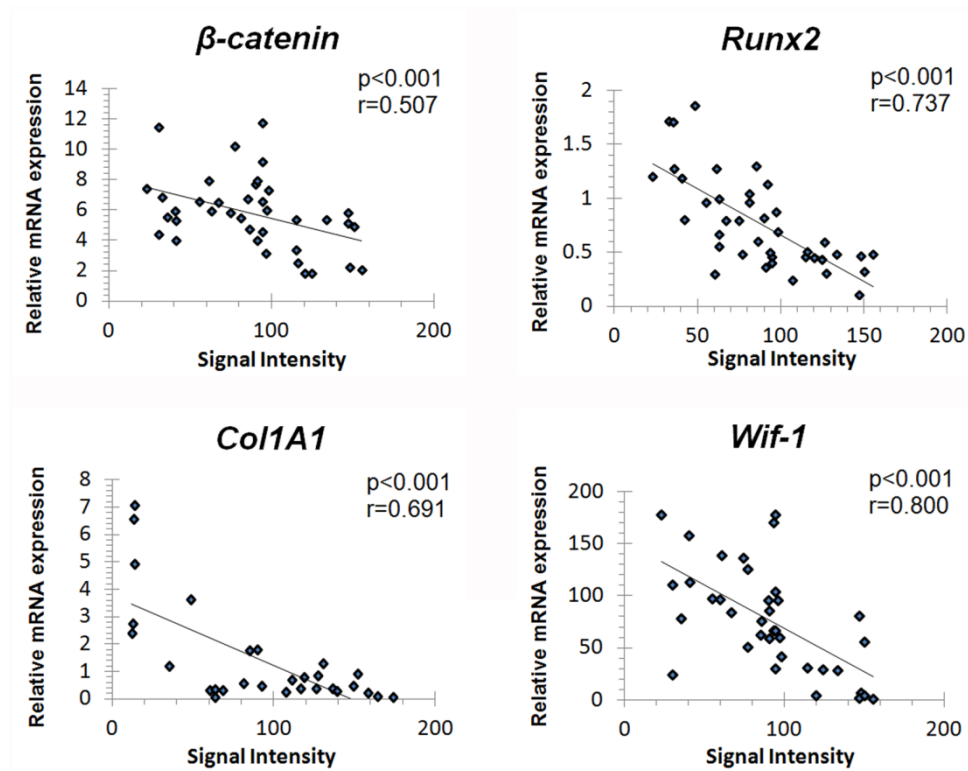 β-catenin
p<0.001
r=0.507
Relative mRNA expression
14
12
10
8
6
4
2
0
0 100 200
Signal Intensity
Runx2
p<0.001
r=0.737
Relative mRNA expression
2
1.5
1
0.5
0
0 50 100 150 200
Signal Intensity
Col1A1
p<0.001
r=0.691
Relative mRNA expression
8
7
6
5
4
3
2
1
0
0 100 200
Signal Intensity
Wif-1
p<0.001
r=0.800
Relative mRNA expression
200
150
100
50
0
0 100 200
Signal Intensity